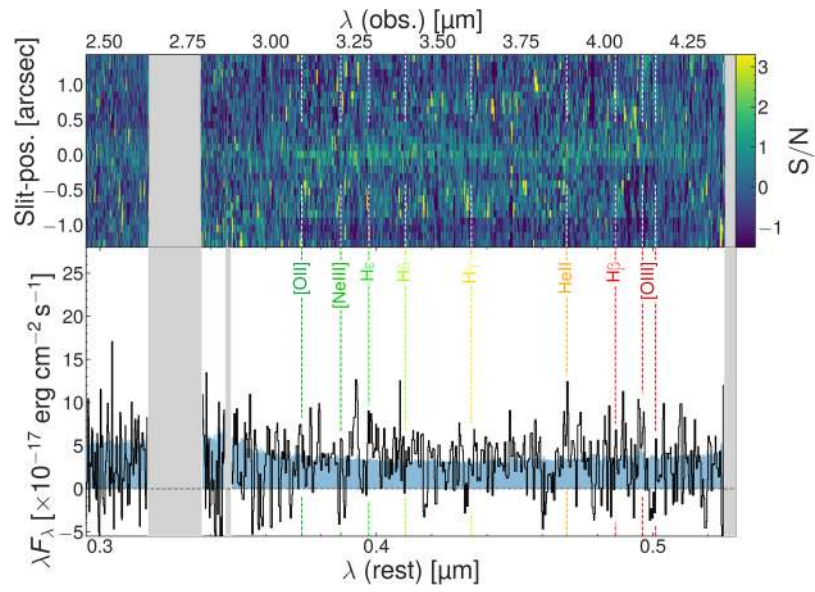 λ (obs.) [μm]
2.50 2.75 3.00 3.25 3.50 3.75 4.00 4.25
Slit-pos. [arcsec]
1.0
0.5
0.0
−0.5
−1.0
3
2
1
0
−1
S/N
[OII]
[NeIII]
Hε
Hδ
Hγ
HeII
Hβ
[OIII]
λFλ [×10⁻¹⁷ erg cm⁻² s⁻¹]
25
20
15
10
5
0
−5
0.3 0.4 0.5
λ (rest) [μm]